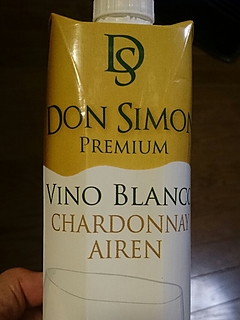 DS
DON SIMON
PREMIUM
VINO BLANCO
CHARDONNAY
AIREN